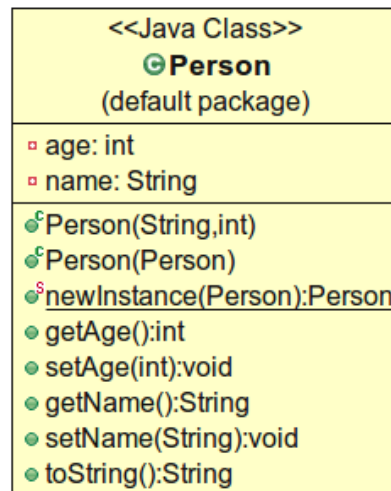 <<Java Class>>
Person
(default package)
age: int
name: String
Person(String,int)
Person(Person)
newInstance(Person):Person
getAge():int
setAge(int):void
getName():String
setName(String):void
toString():String